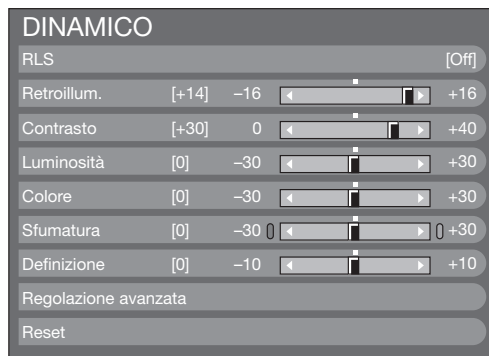 DINAMICO
RLS [Off]
Retroillum. [+14] –16 +16
Contrasto [+30] 0 +40
Luminosità [0] –30 +30
Colore [0] –30 +30
Sfumatura [0] –30 +30
Definizione [0] –10 +10
Regolazione avanzata
Reset